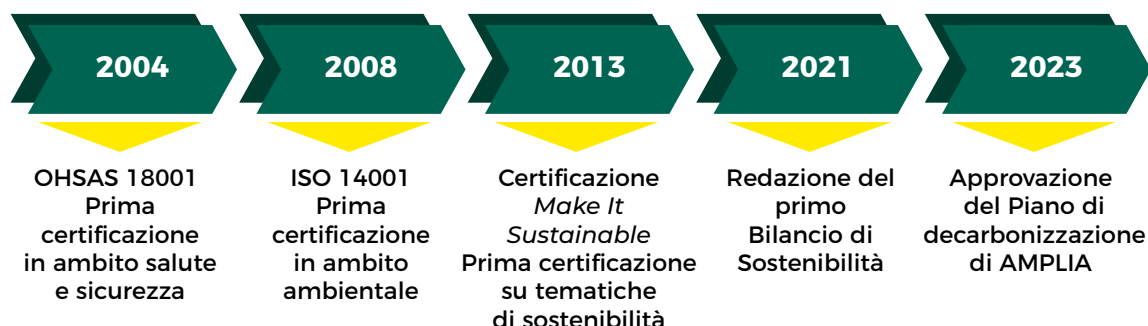 2004
OHSAS 18001
Prima
certificazione
in ambito salute
e sicurezza
2008
ISO 14001
Prima
certificazione
in ambito
ambientale
2013
Certificazione
Make It
Sustainable
Prima certificazione
su tematiche
di sostenibilità
2021
Redazione del
primo
Bilancio di
Sostenibilità
2023
Approvazione
del Piano di
decarbonizzazione
di AMPLIA